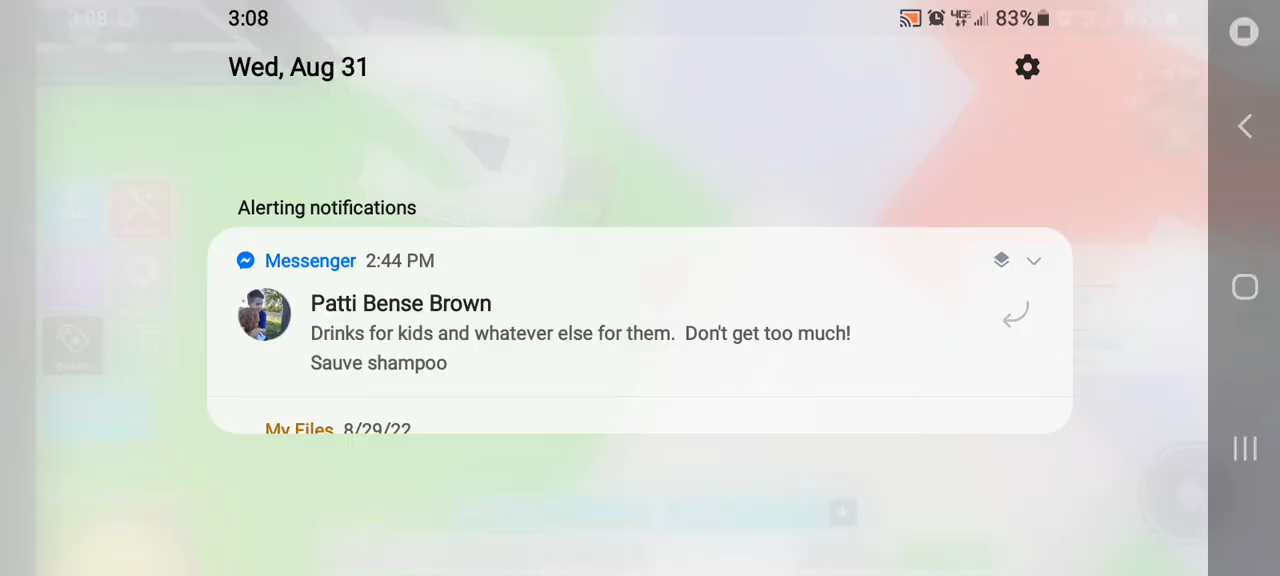 3:08
4GE
83%
Wed, Aug 31
Alerting notifications
Messenger 2:44 PM
Patti Bense Brown
Drinks for kids and whatever else for them. Don't get too much!
Sauve shampoo
My Files 8/29/22